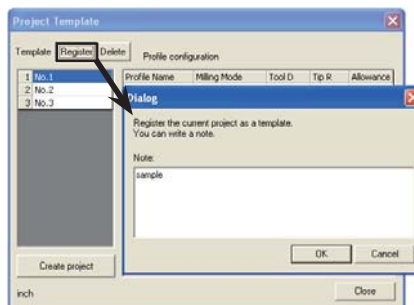 Project Template
Template Register Delete Profile configuration
1 No.1
2 No.2
3 No.3
Profile Name Milling Mode Tool D Tip R Allowance
Dialog
Register the current project as a template.
You can write a note.
Note:
sample
OK Cancel
Create project
inch
Close